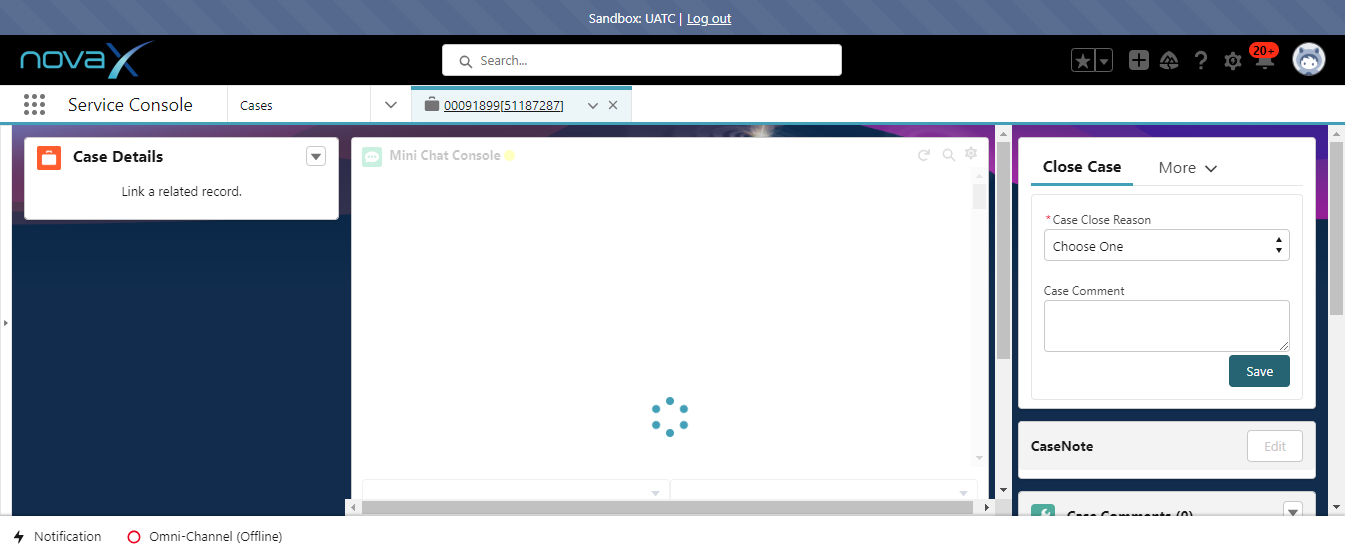 Sandbox: UATC | Log out
novaX
Search...
20+
Service Console
Cases
00091899[51187287]
Case Details
Link a related record.
Mini Chat Console
Close Case
More
*Case Close Reason
Choose One
Case Comment
Save
CaseNote
Edit
Case Comments (0)
Notification
Omni-Channel (Offline)